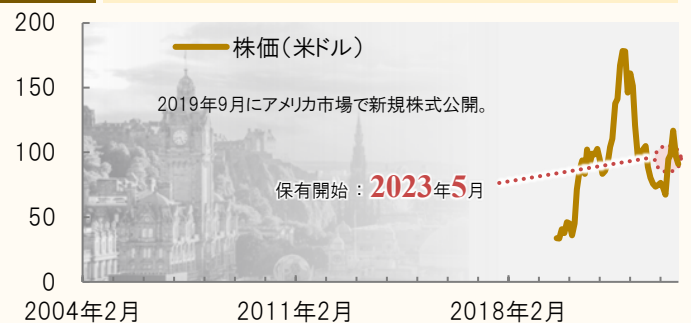 200
株価(米ドル)
150
2019年9月にアメリカ市場で新規株式公開。
100
保有開始 : 2023年5月
50
0
2004年2月 2011年2月 2018年2月